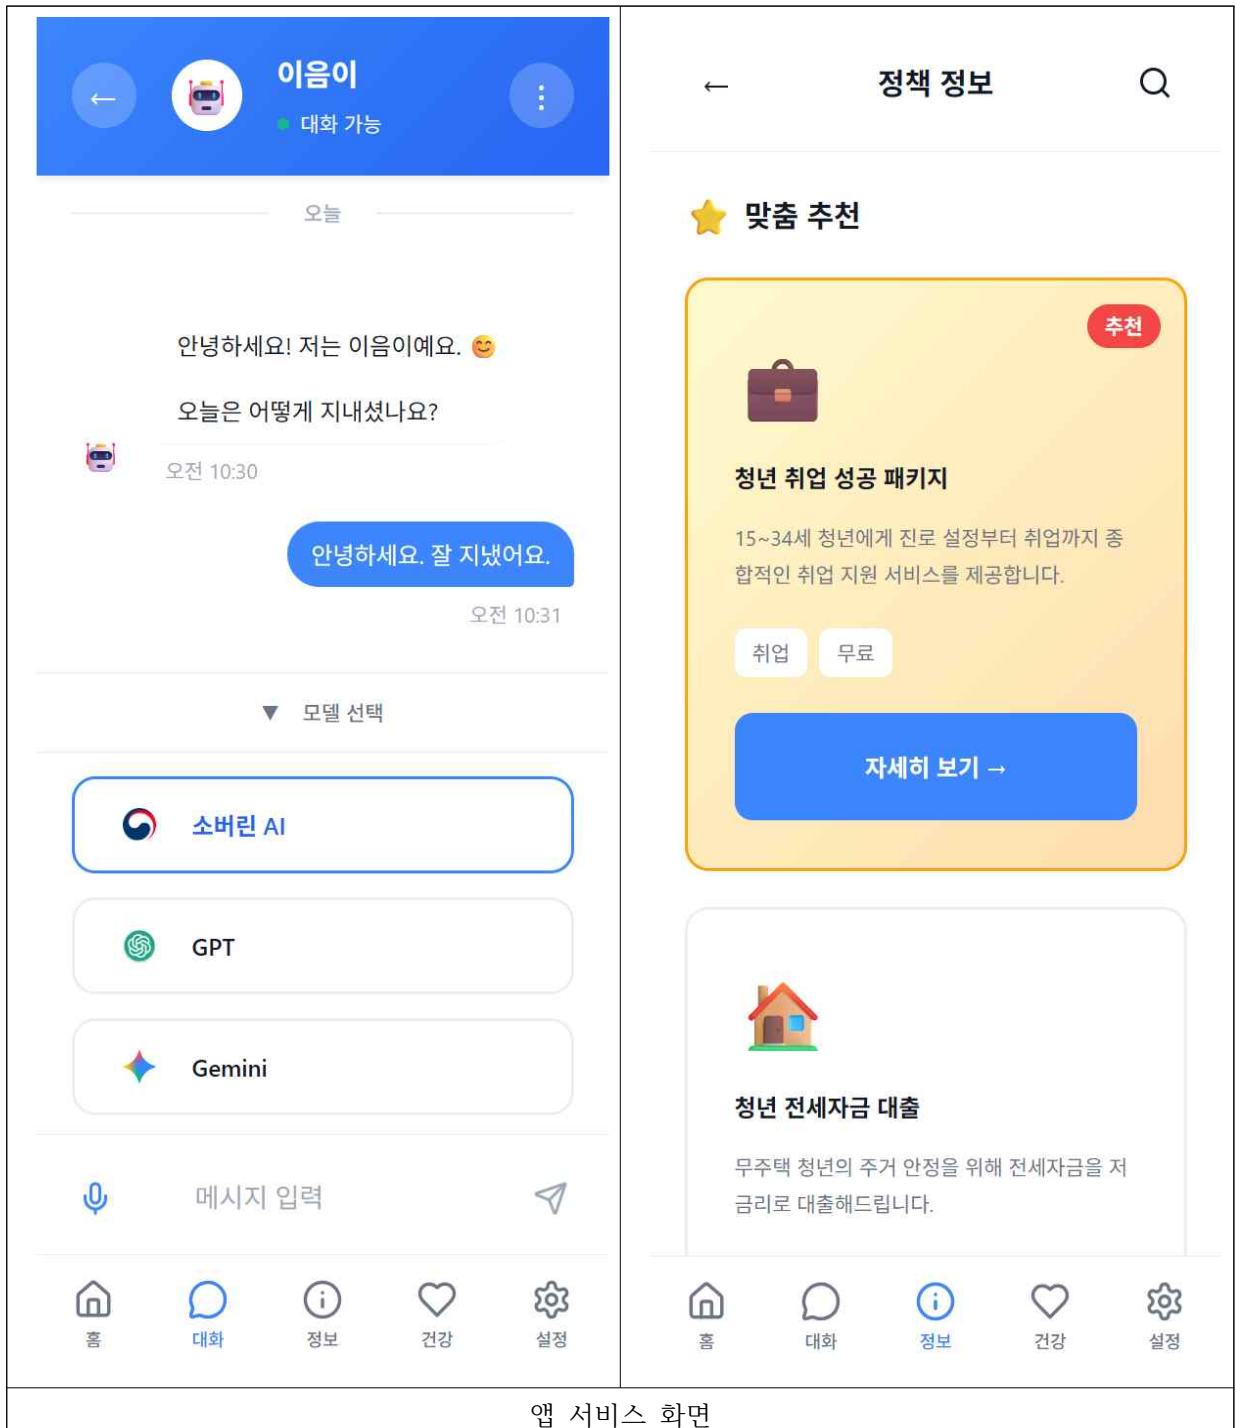 이음이
대화 가능
오늘
안녕하세요! 저는 이음이예요. 😊
오늘은 어떻게 지내셨나요?
오전 10:30
안녕하세요. 잘 지냈어요.
오전 10:31
▼ 모델 선택
소버린 AI
GPT
Gemini
메시지 입력
홈 대화 정보 건강 설정
← 정책 정보
⭐ 맞춤 추천
추천
청년 취업 성공 패키지
15~34세 청년에게 진로 설정부터 취업까지 종
합적인 취업 지원 서비스를 제공합니다.
취업 무료
자세히 보기 →
청년 전세자금 대출
무주택 청년의 주거 안정을 위해 전세자금을 저
금리로 대출해드립니다.
홈 대화 정보 건강 설정
앱 서비스 화면